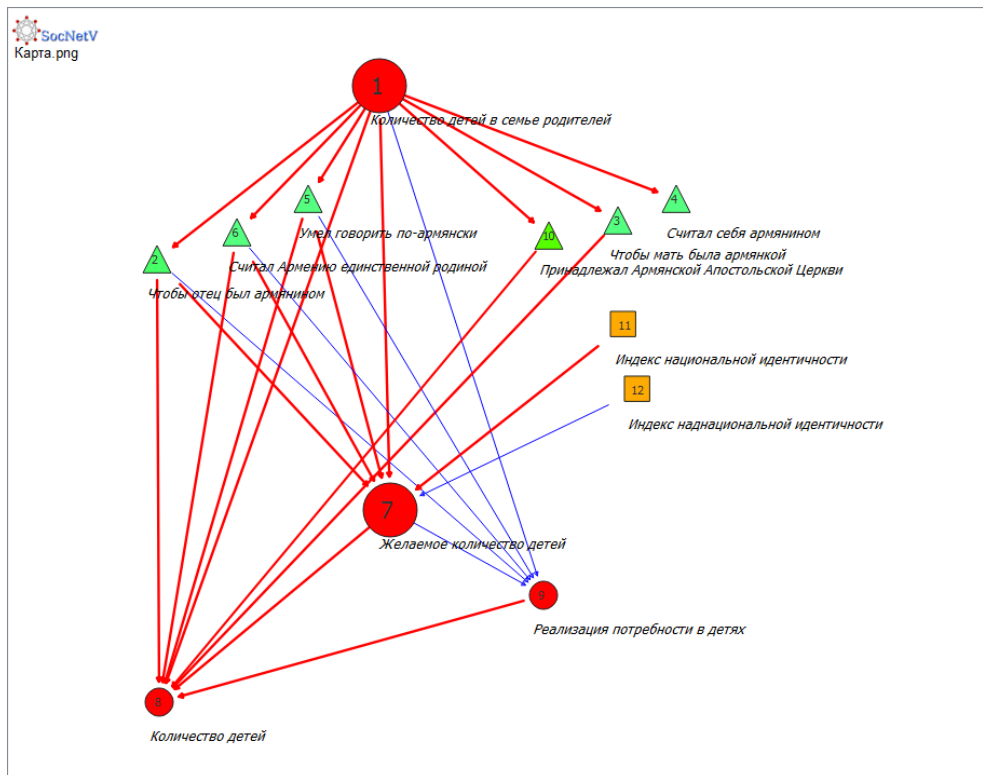 SocNetV
Карта.png
1
Количество детей в семье родителей
5
4
6
10
3
Умел говорить по-армянски
Считал себя армянином
2
Чтобы мать была армянкой
Считал Армению единственной родиной
Принадлежал Армянской Апостольской Церкви
Чтобы отец был армянином
11
Индекс национальной идентичности
12
Индекс наднациональной идентичности
7
Желаемое количество детей
9
Реализация потребности в детях
8
Количество детей